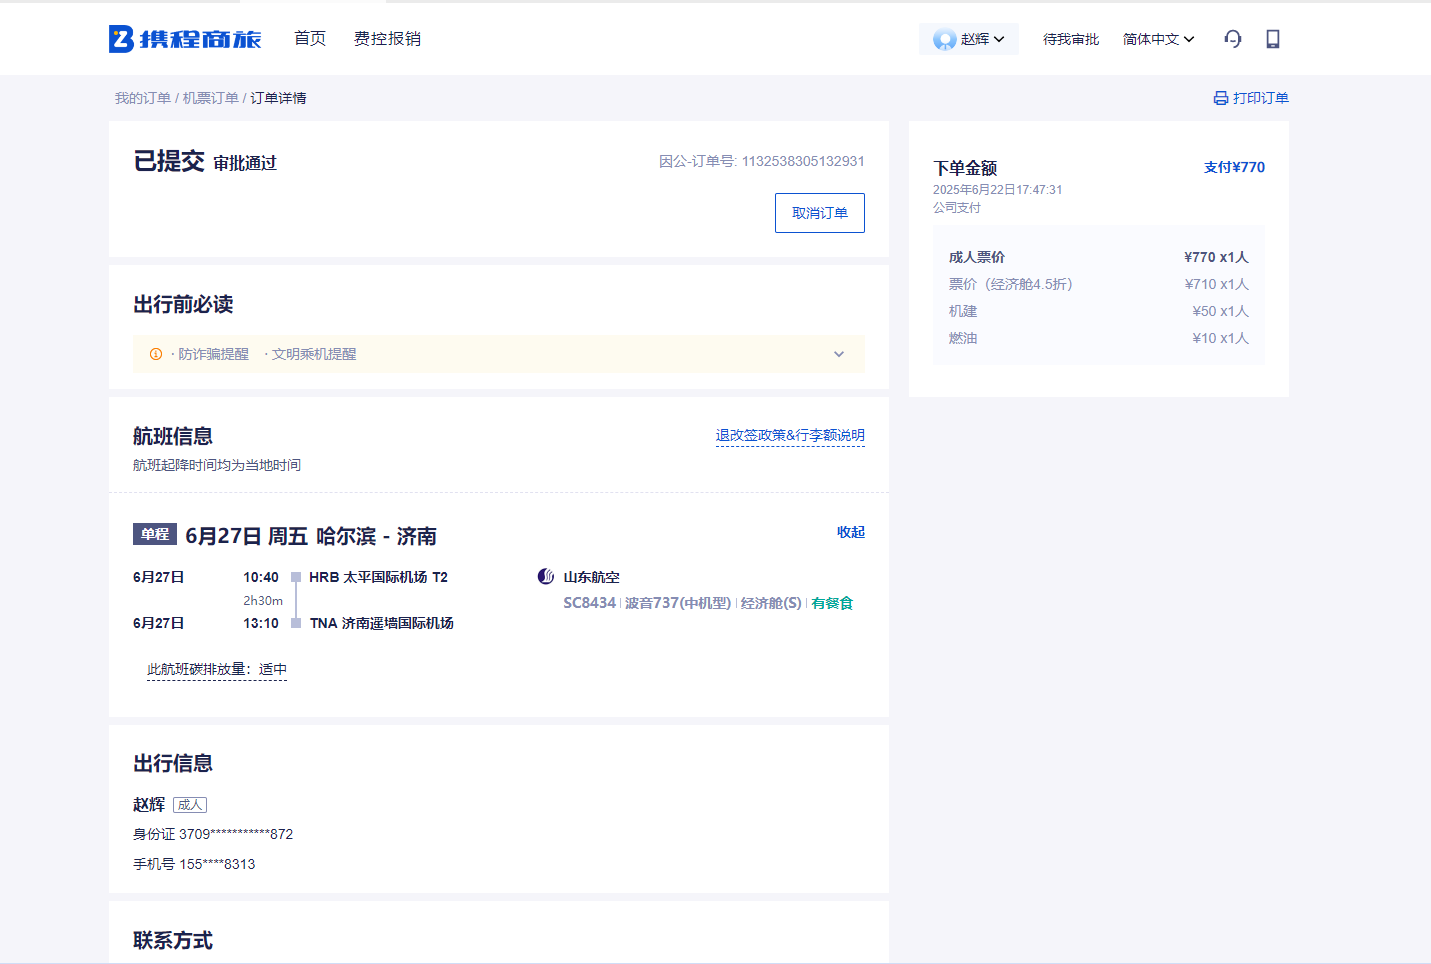 携程商旅 首页 费控报销 赵辉 待我审批 简体中文
我的订单 / 机票订单 / 订单详情 打印订单
已提交 审批通过 因公-订单号: 1132538305132931
取消订单
下单金额 支付¥770
2025年6月22日17:47:31
公司支付
成人票价 ¥770 x1人
票价（经济舱4.5折） ¥710 x1人
机建 ¥50 x1人
燃油 ¥10 x1人
出行前必读
· 防诈骗提醒 · 文明乘机提醒
航班信息 退改签政策&行李额说明
航班起降时间均为当地时间
单程 6月27日 周五 哈尔滨 - 济南 收起
6月27日 10:40 HRB 太平国际机场 T2 山东航空
2h30m SC8434 波音737(中机型) 经济舱(S) 有餐食
6月27日 13:10 TNA 济南遥墙国际机场
此航班碳排放量：适中
出行信息
赵辉 成人
身份证 3709***********872
手机号 155****8313
联系方式